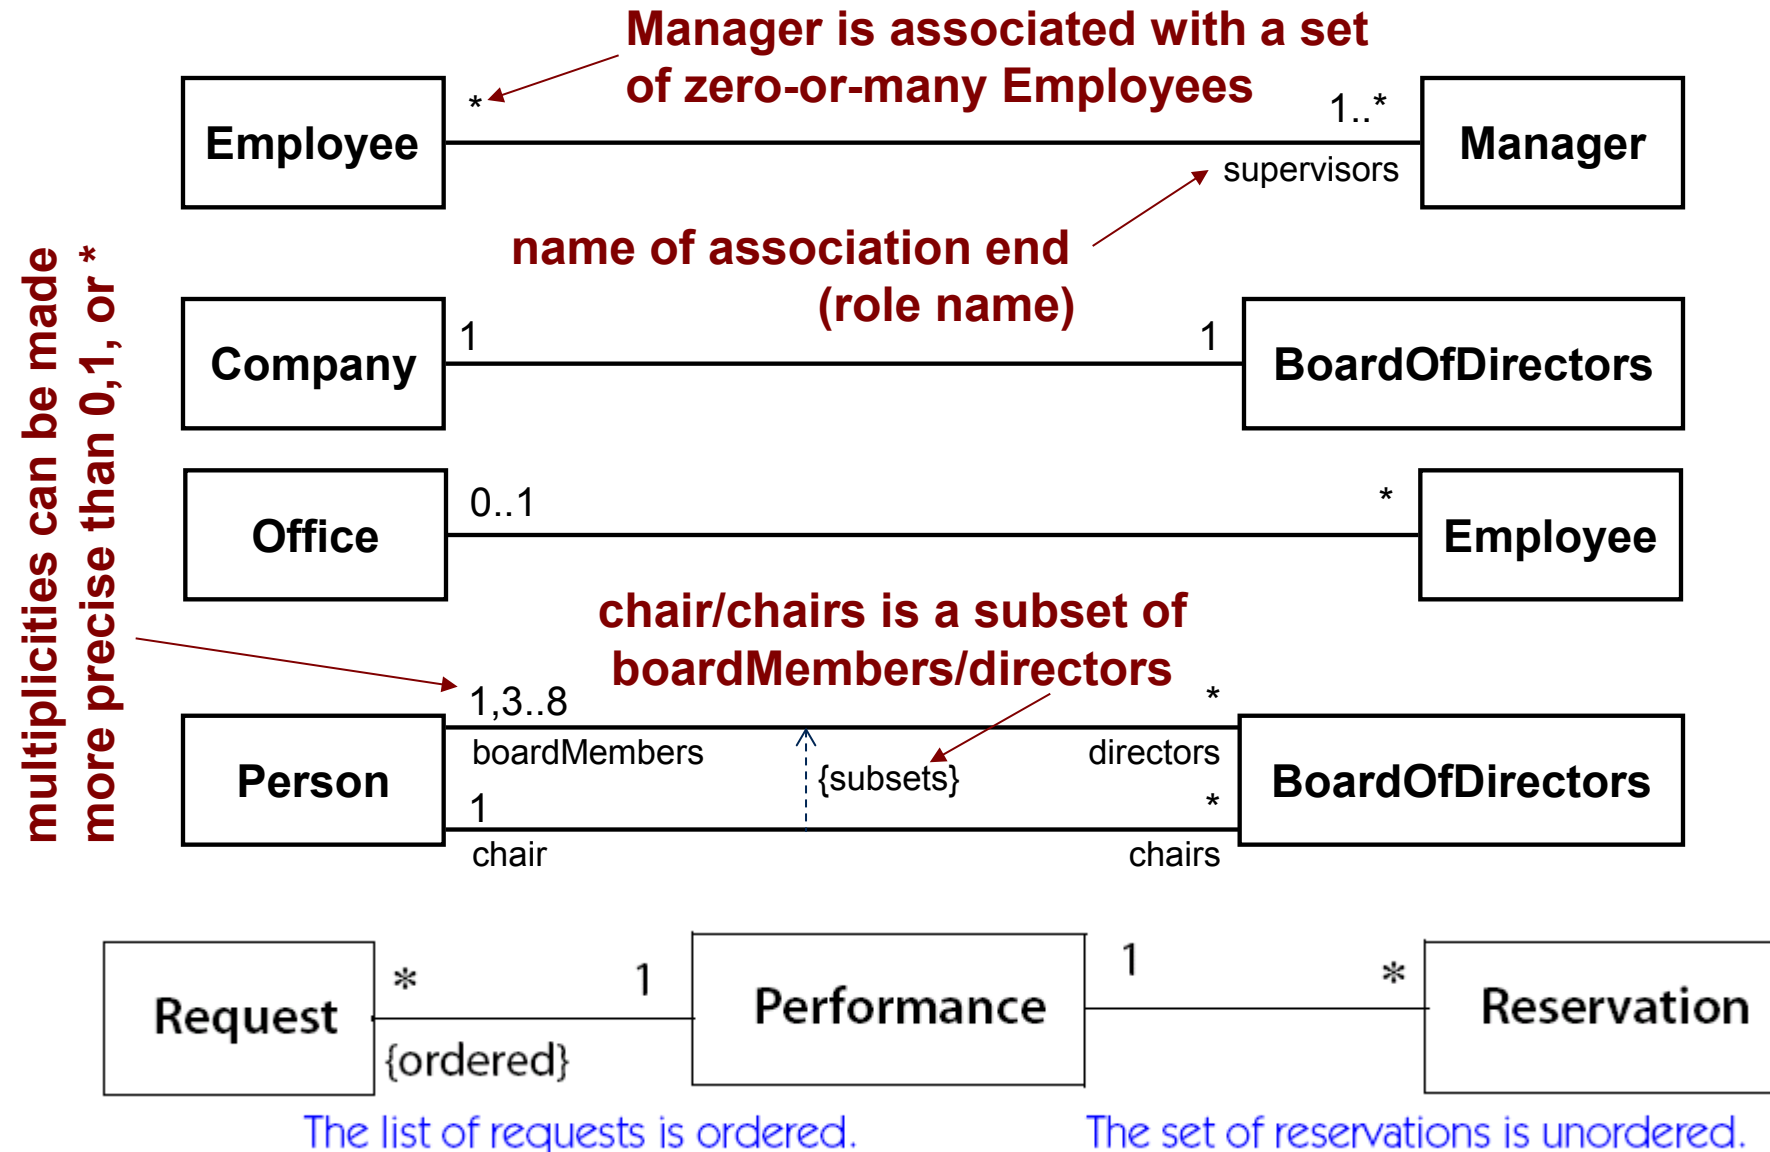 Manager is associated with a set
of zero-or-many Employees
*
1..*
Employee
Manager
supervisors
name of association end
(role name)
multiplicities can be made
more precise than 0,1, or *
1
1
Company
BoardOfDirectors
0..1
*
Office
Employee
chair/chairs is a subset of
boardMembers/directors
1,3..8
*
boardMembers
directors
Person
{subsets}
BoardOfDirectors
1
*
chair
chairs
*
1
1
*
Request
Performance
Reservation
{ordered}
The list of requests is ordered.
The set of reservations is unordered.